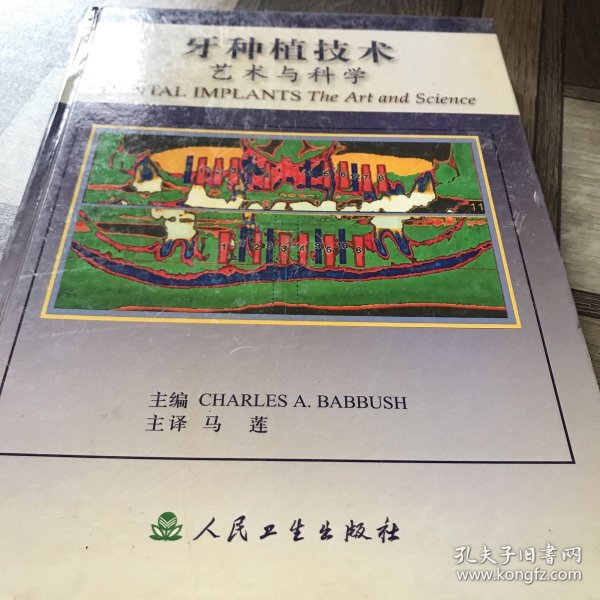 牙种植技术
艺术与科学
DENTAL IMPLANTS The Art and Science
11
主编 CHARLES A. BABBUSH
主译 马 莲
人民卫生出版社
孔夫子旧书网
www.kongfz.com